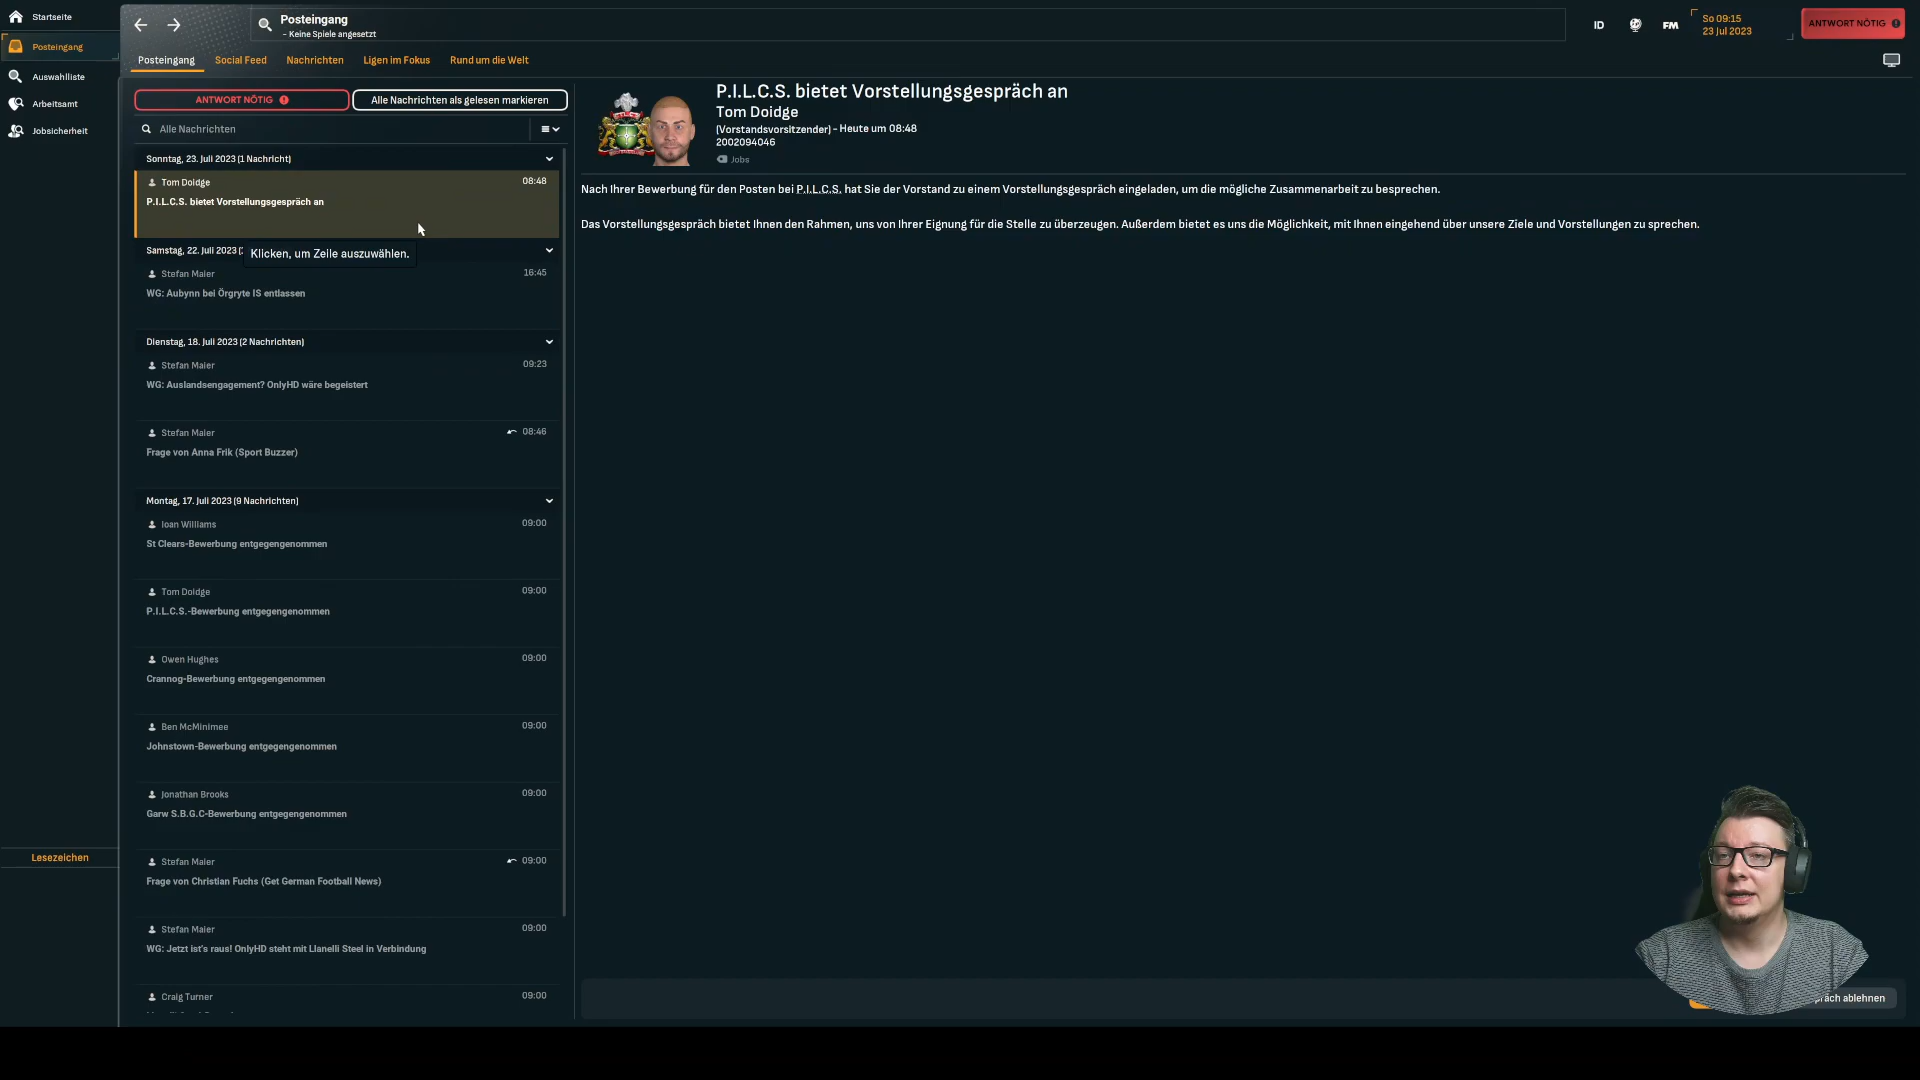 Startseite
Posteingang
Auswahlliste
Arbeitsamt
Jobsicherheit
Lesezeichen
Posteingang
- Keine Spiele angesetzt
ID
FM
So 09:15
23 Jul 2023
ANTWORT NÖTIG
Posteingang
Social Feed
Nachrichten
Ligen im Fokus
Rund um die Welt
ANTWORT NÖTIG
Alle Nachrichten als gelesen markieren
Alle Nachrichten
Sonntag, 23. Juli 2023 (1 Nachricht)
Tom Doidge
08:48
P.I.L.C.S. bietet Vorstellungsgespräch an
Samstag, 22. Juli 2023
Klicken, um Zeile auszuwählen.
Stefan Maier
16:45
WG: Aubynn bei Örgryte IS entlassen
Dienstag, 18. Juli 2023 (2 Nachrichten)
Stefan Maier
09:23
WG: Auslandsengagement? OnlyHD wäre begeistert
Stefan Maier
08:46
Frage von Anna Frik (Sport Buzzer)
Montag, 17. Juli 2023 (9 Nachrichten)
Ioan Williams
09:00
St Clears-Bewerbung entgegengenommen
Tom Doidge
09:00
P.I.L.C.S.-Bewerbung entgegengenommen
Owen Hughes
09:00
Crannog-Bewerbung entgegengenommen
Ben McMinimee
09:00
Johnstown-Bewerbung entgegengenommen
Jonathan Brooks
09:00
Garw S.B.G.C-Bewerbung entgegengenommen
Stefan Maier
09:00
Frage von Christian Fuchs (Get German Football News)
Stefan Maier
09:00
WG: Jetzt ist's raus! OnlyHD steht mit Llanelli Steel in Verbindung
Craig Turner
09:00
P.I.L.C.S. bietet Vorstellungsgespräch an
Tom Doidge
(Vorstandsvorsitzender) - Heute um 08:48
2002094046
Jobs
Nach Ihrer Bewerbung für den Posten bei P.I.L.C.S. hat Sie der Vorstand zu einem Vorstellungsgespräch eingeladen, um die mögliche Zusammenarbeit zu besprechen.
Das Vorstellungsgespräch bietet Ihnen den Rahmen, uns von Ihrer Eignung für die Stelle zu überzeugen. Außerdem bietet es uns die Möglichkeit, mit Ihnen eingehend über unsere Ziele und Vorstellungen zu sprechen.
ablehnen